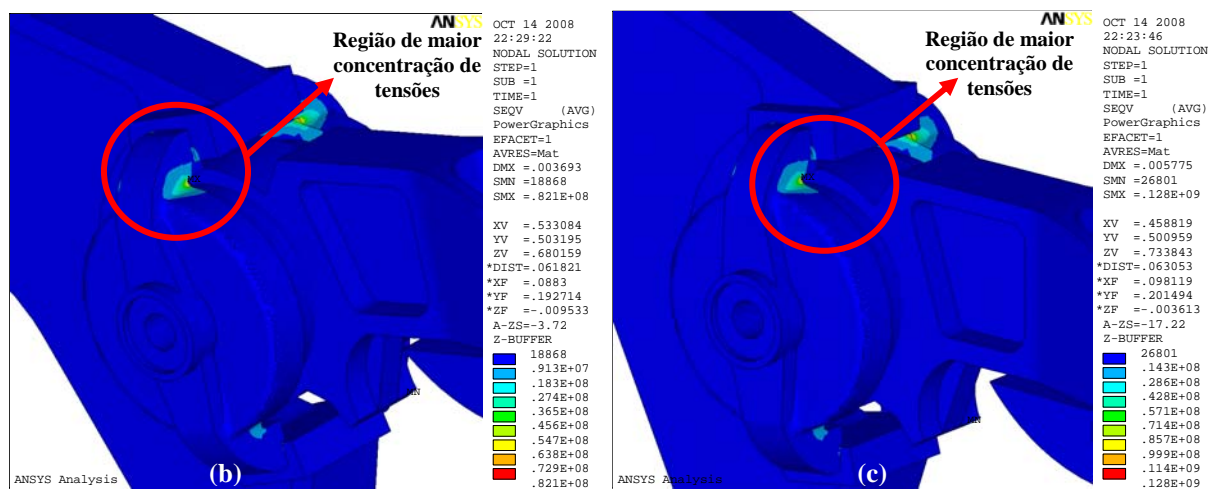 ANSYS
Região de maior
concentração de
tensões
OCT 14 2008
22:29:22
NODAL SOLUTION
STEP=1
SUB =1
TIME=1
SEQV (AVG)
PowerGraphics
EFACET=1
AVRES=Mat
DMX =.003693
SMN =18868
SMX =.821E+08
XV =.533084
YV =.503195
ZV =.680159
*DIST=.061821
*XF =.0883
*YF =.192714
*ZF =-.009533
A-ZS=-3.72
Z-BUFFER
18868
.913E+07
.183E+08
.274E+08
.365E+08
.456E+08
.547E+08
.638E+08
.729E+08
.821E+08
MN
(b)
ANSYS Analysis
ANSYS
Região de maior
concentração de
tensões
OCT 14 2008
22:23:46
NODAL SOLUTION
STEP=1
SUB =1
TIME=1
SEQV (AVG)
PowerGraphics
EFACET=1
AVRES=Mat
DMX =.005775
SMN =26801
SMX =.128E+09
XV =.458819
YV =.500959
ZV =.733843
*DIST=.063053
*XF =.098119
*YF =.201494
*ZF =-.003613
A-ZS=-17.22
Z-BUFFER
26801
.143E+08
.286E+08
.428E+08
.571E+08
.714E+08
.857E+08
.999E+08
.114E+09
.128E+09
MN
(c)
ANSYS Analysis